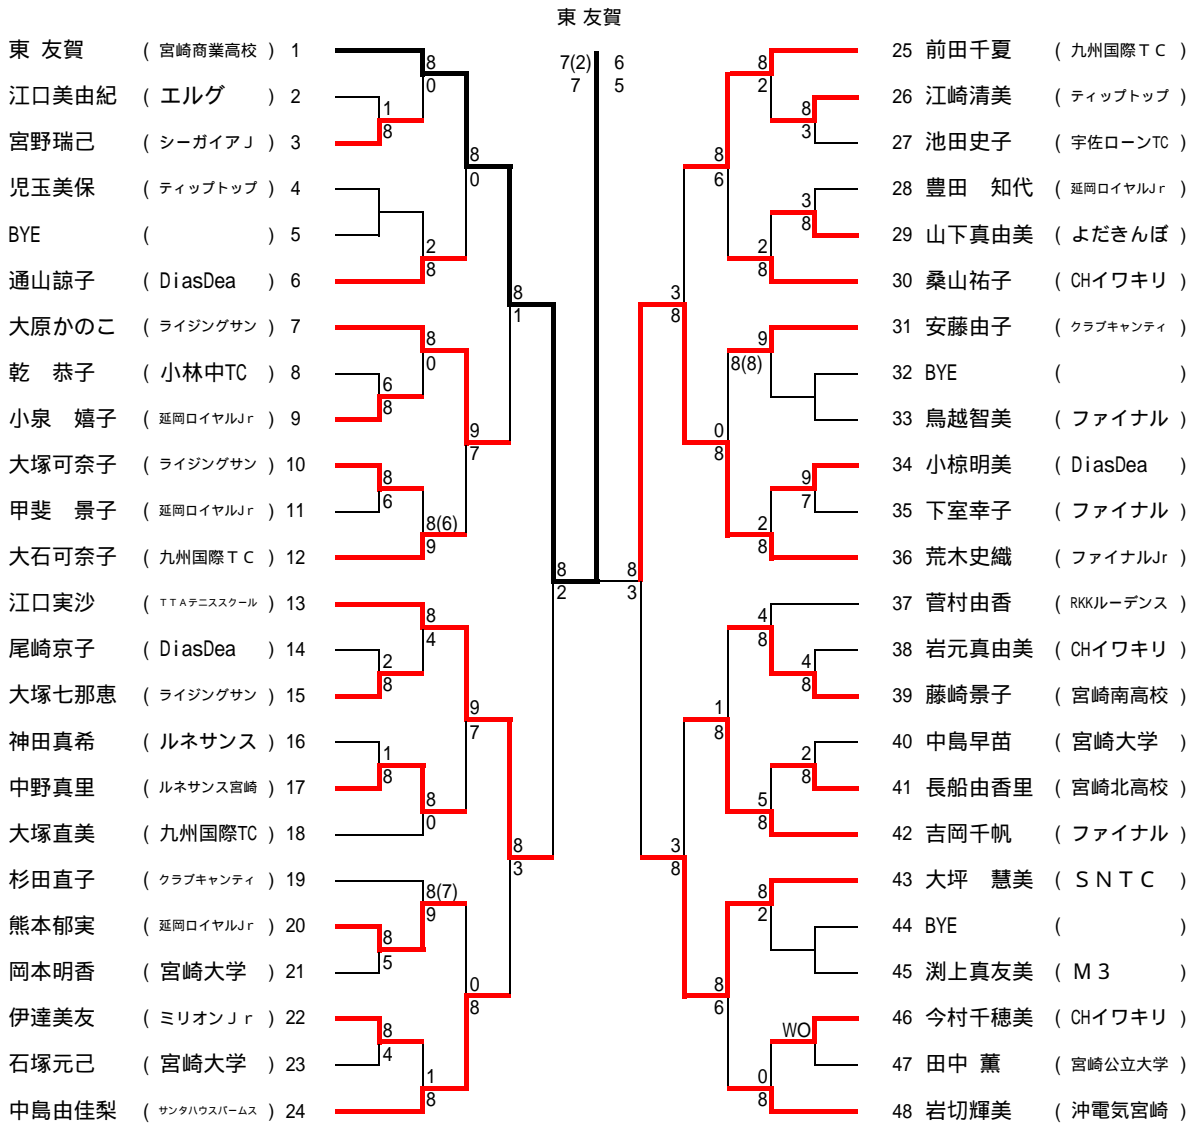 東 友賀
7(2) 6
7 5
東 友賀 ( 宮崎商業高校 ) 1
江口美由紀 ( エルグ ) 2
宮野瑞己 ( シーガイアJ ) 3
児玉美保 ( ティップトップ ) 4
BYE ( ) 5
通山諒子 ( DiasDea ) 6
大原かのこ ( ライジングサン ) 7
乾 恭子 ( 小林中TC ) 8
小泉 嬉子 ( 延岡ロイヤルJr ) 9
大塚可奈子 ( ライジングサン ) 10
甲斐 景子 ( 延岡ロイヤルJr ) 11
大石可奈子 ( 九州国際TC ) 12
江口実沙 ( TTAテニススクール ) 13
尾崎京子 ( DiasDea ) 14
大塚七那恵 ( ライジングサン ) 15
神田真希 ( ルネサンス ) 16
中野真里 ( ルネサンス宮崎 ) 17
大塚直美 ( 九州国際TC ) 18
杉田直子 ( クラブキャンティ ) 19
熊本郁実 ( 延岡ロイヤルJr ) 20
岡本明香 ( 宮崎大学 ) 21
伊達美友 ( ミリオンJr ) 22
石塚元己 ( 宮崎大学 ) 23
中島由佳梨 ( サンタハウスパームス ) 24
8
0
1
8
8
0
2
8
8
1
8
0
6
8
9
7
8
6
8(6)
9
8
2
8
4
2
8
9
7
1
8
8
0
8
3
8(7)
9
8
5
0
8
8
4
1
8
25 前田千夏 ( 九州国際TC )
26 江崎清美 ( ティップトップ )
27 池田史子 ( 宇佐ローンTC )
28 豊田 知代 ( 延岡ロイヤルJr )
29 山下真由美 ( よだきんぼ )
30 桑山祐子 ( CHイワキリ )
31 安藤由子 ( クラブキャンティ )
32 BYE ( )
33 鳥越智美 ( ファイナル )
34 小椋明美 ( DiasDea )
35 下室幸子 ( ファイナル )
36 荒木史織 ( ファイナルJr )
37 菅村由香 ( RKKルーデンス )
38 岩元真由美 ( CHイワキリ )
39 藤崎景子 ( 宮崎南高校 )
40 中島早苗 ( 宮崎大学 )
41 長船由香里 ( 宮崎北高校 )
42 吉岡千帆 ( ファイナル )
43 大坪 慧美 ( SNTC )
44 BYE ( )
45 渕上真友美 ( M3 )
46 今村千穂美 ( CHイワキリ )
47 田中 薫 ( 宮崎公立大学 )
48 岩切輝美 ( 沖電気宮崎 )
8
2
8
3
8
6
3
8
2
8
3
8
9
8(8)
0
8
9
7
2
8
8
3
4
8
4
8
1
8
2
8
5
8
3
8
8
2
8
6
WO
0
8